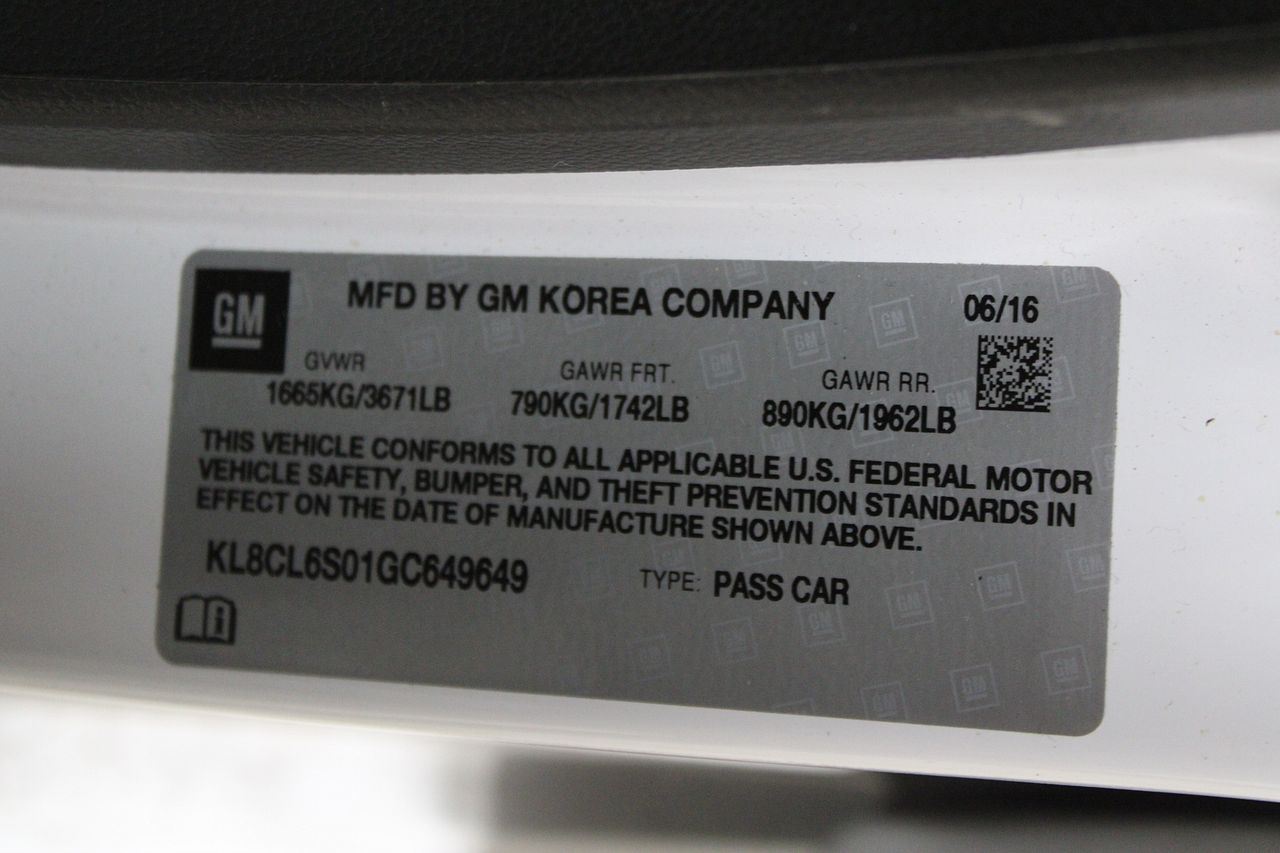 GM
MFD BY GM KOREA COMPANY 06/16
GVWR GAWR FRT. GAWR RR.
1665KG/3671LB 790KG/1742LB 890KG/1962LB
THIS VEHICLE CONFORMS TO ALL APPLICABLE U.S. FEDERAL MOTOR
VEHICLE SAFETY, BUMPER, AND THEFT PREVENTION STANDARDS IN
EFFECT ON THE DATE OF MANUFACTURE SHOWN ABOVE.
KL8CL6S01GC649649 TYPE: PASS CAR